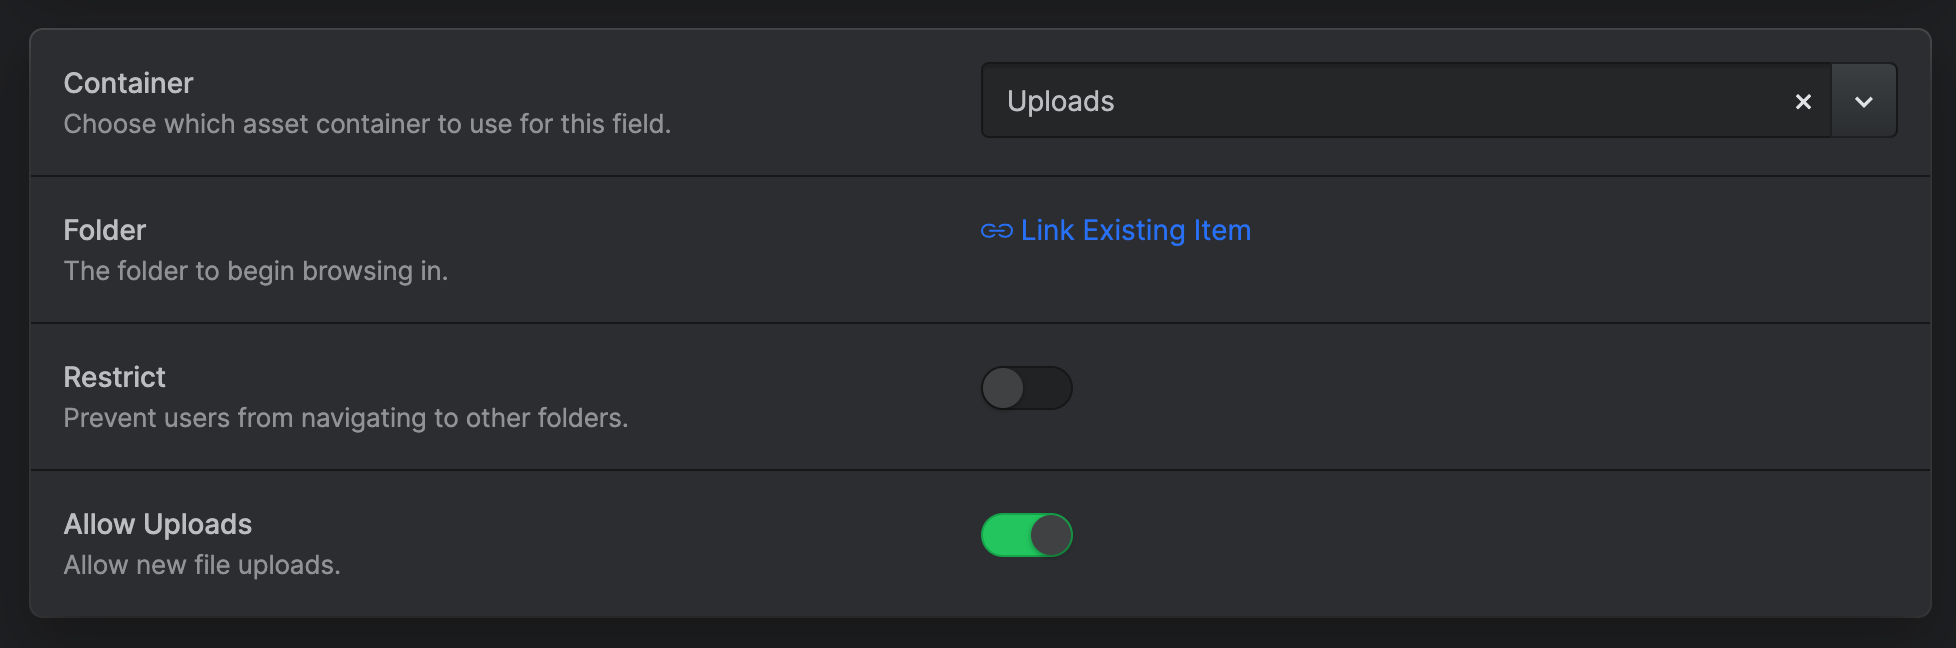 Container
Choose which asset container to use for this field.
Uploads
Folder
The folder to begin browsing in.
Link Existing Item
Restrict
Prevent users from navigating to other folders.
Allow Uploads
Allow new file uploads.